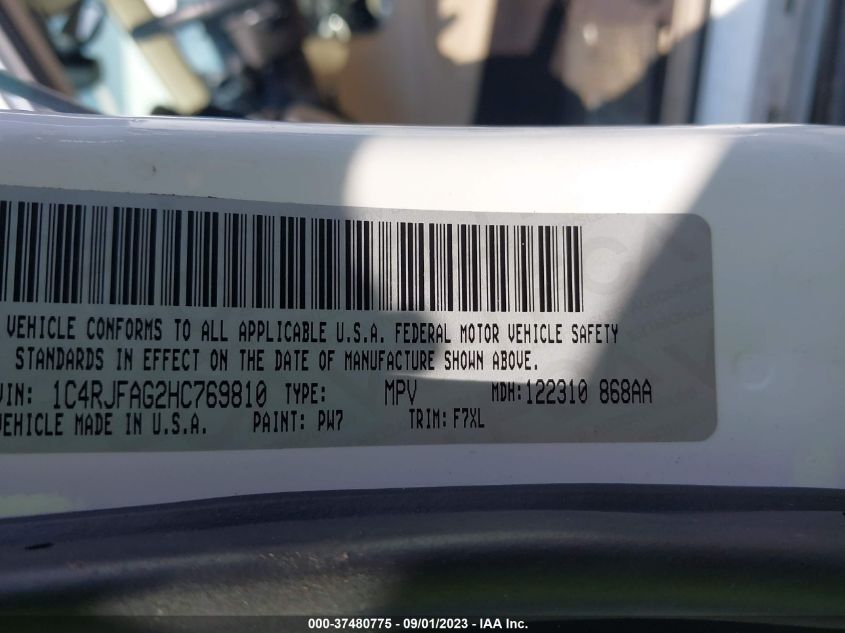 VEHICLE CONFORMS TO ALL APPLICABLE U.S.A. FEDERAL MOTOR VEHICLE SAFETY
STANDARDS IN EFFECT ON THE DATE OF MANUFACTURE SHOWN ABOVE.
VIN: 1C4RJFAG2HC769810 TYPE: MPV MDH: 122310 868AA
VEHICLE MADE IN U.S.A. PAINT: PW7 TRIM: F7XL
000-37480775 - 09/01/2023 - IAA Inc.